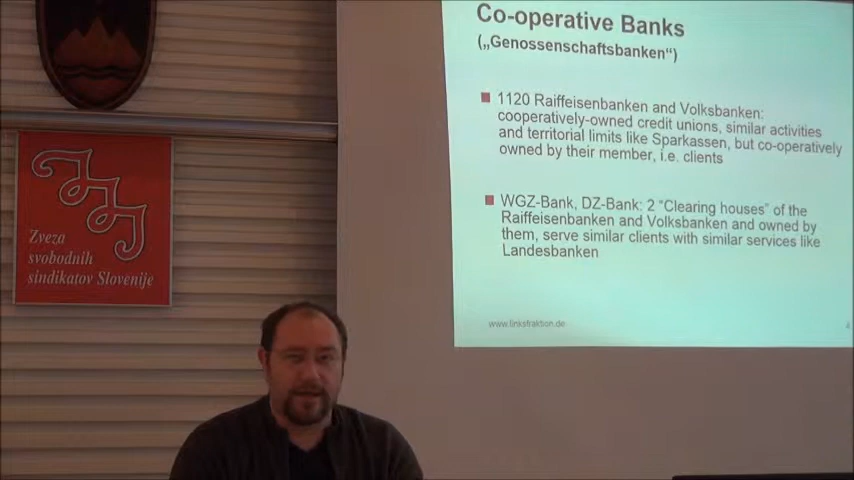 Co-operative Banks
(„Genossenschaftsbanken“)
1120 Raiffeisenbanken and Volksbanken:
cooperatively-owned credit unions, similar activities
and territorial limits like Sparkassen, but co-operatively
owned by their member, i.e. clients
WGZ-Bank, DZ-Bank: 2 “Clearing houses” of the
Raiffeisenbanken and Volksbanken and owned by
them, serve similar clients with similar services like
Landesbanken
www.linksfraktion.de
4
Zveza
svobodnih
sindikatov Slovenije